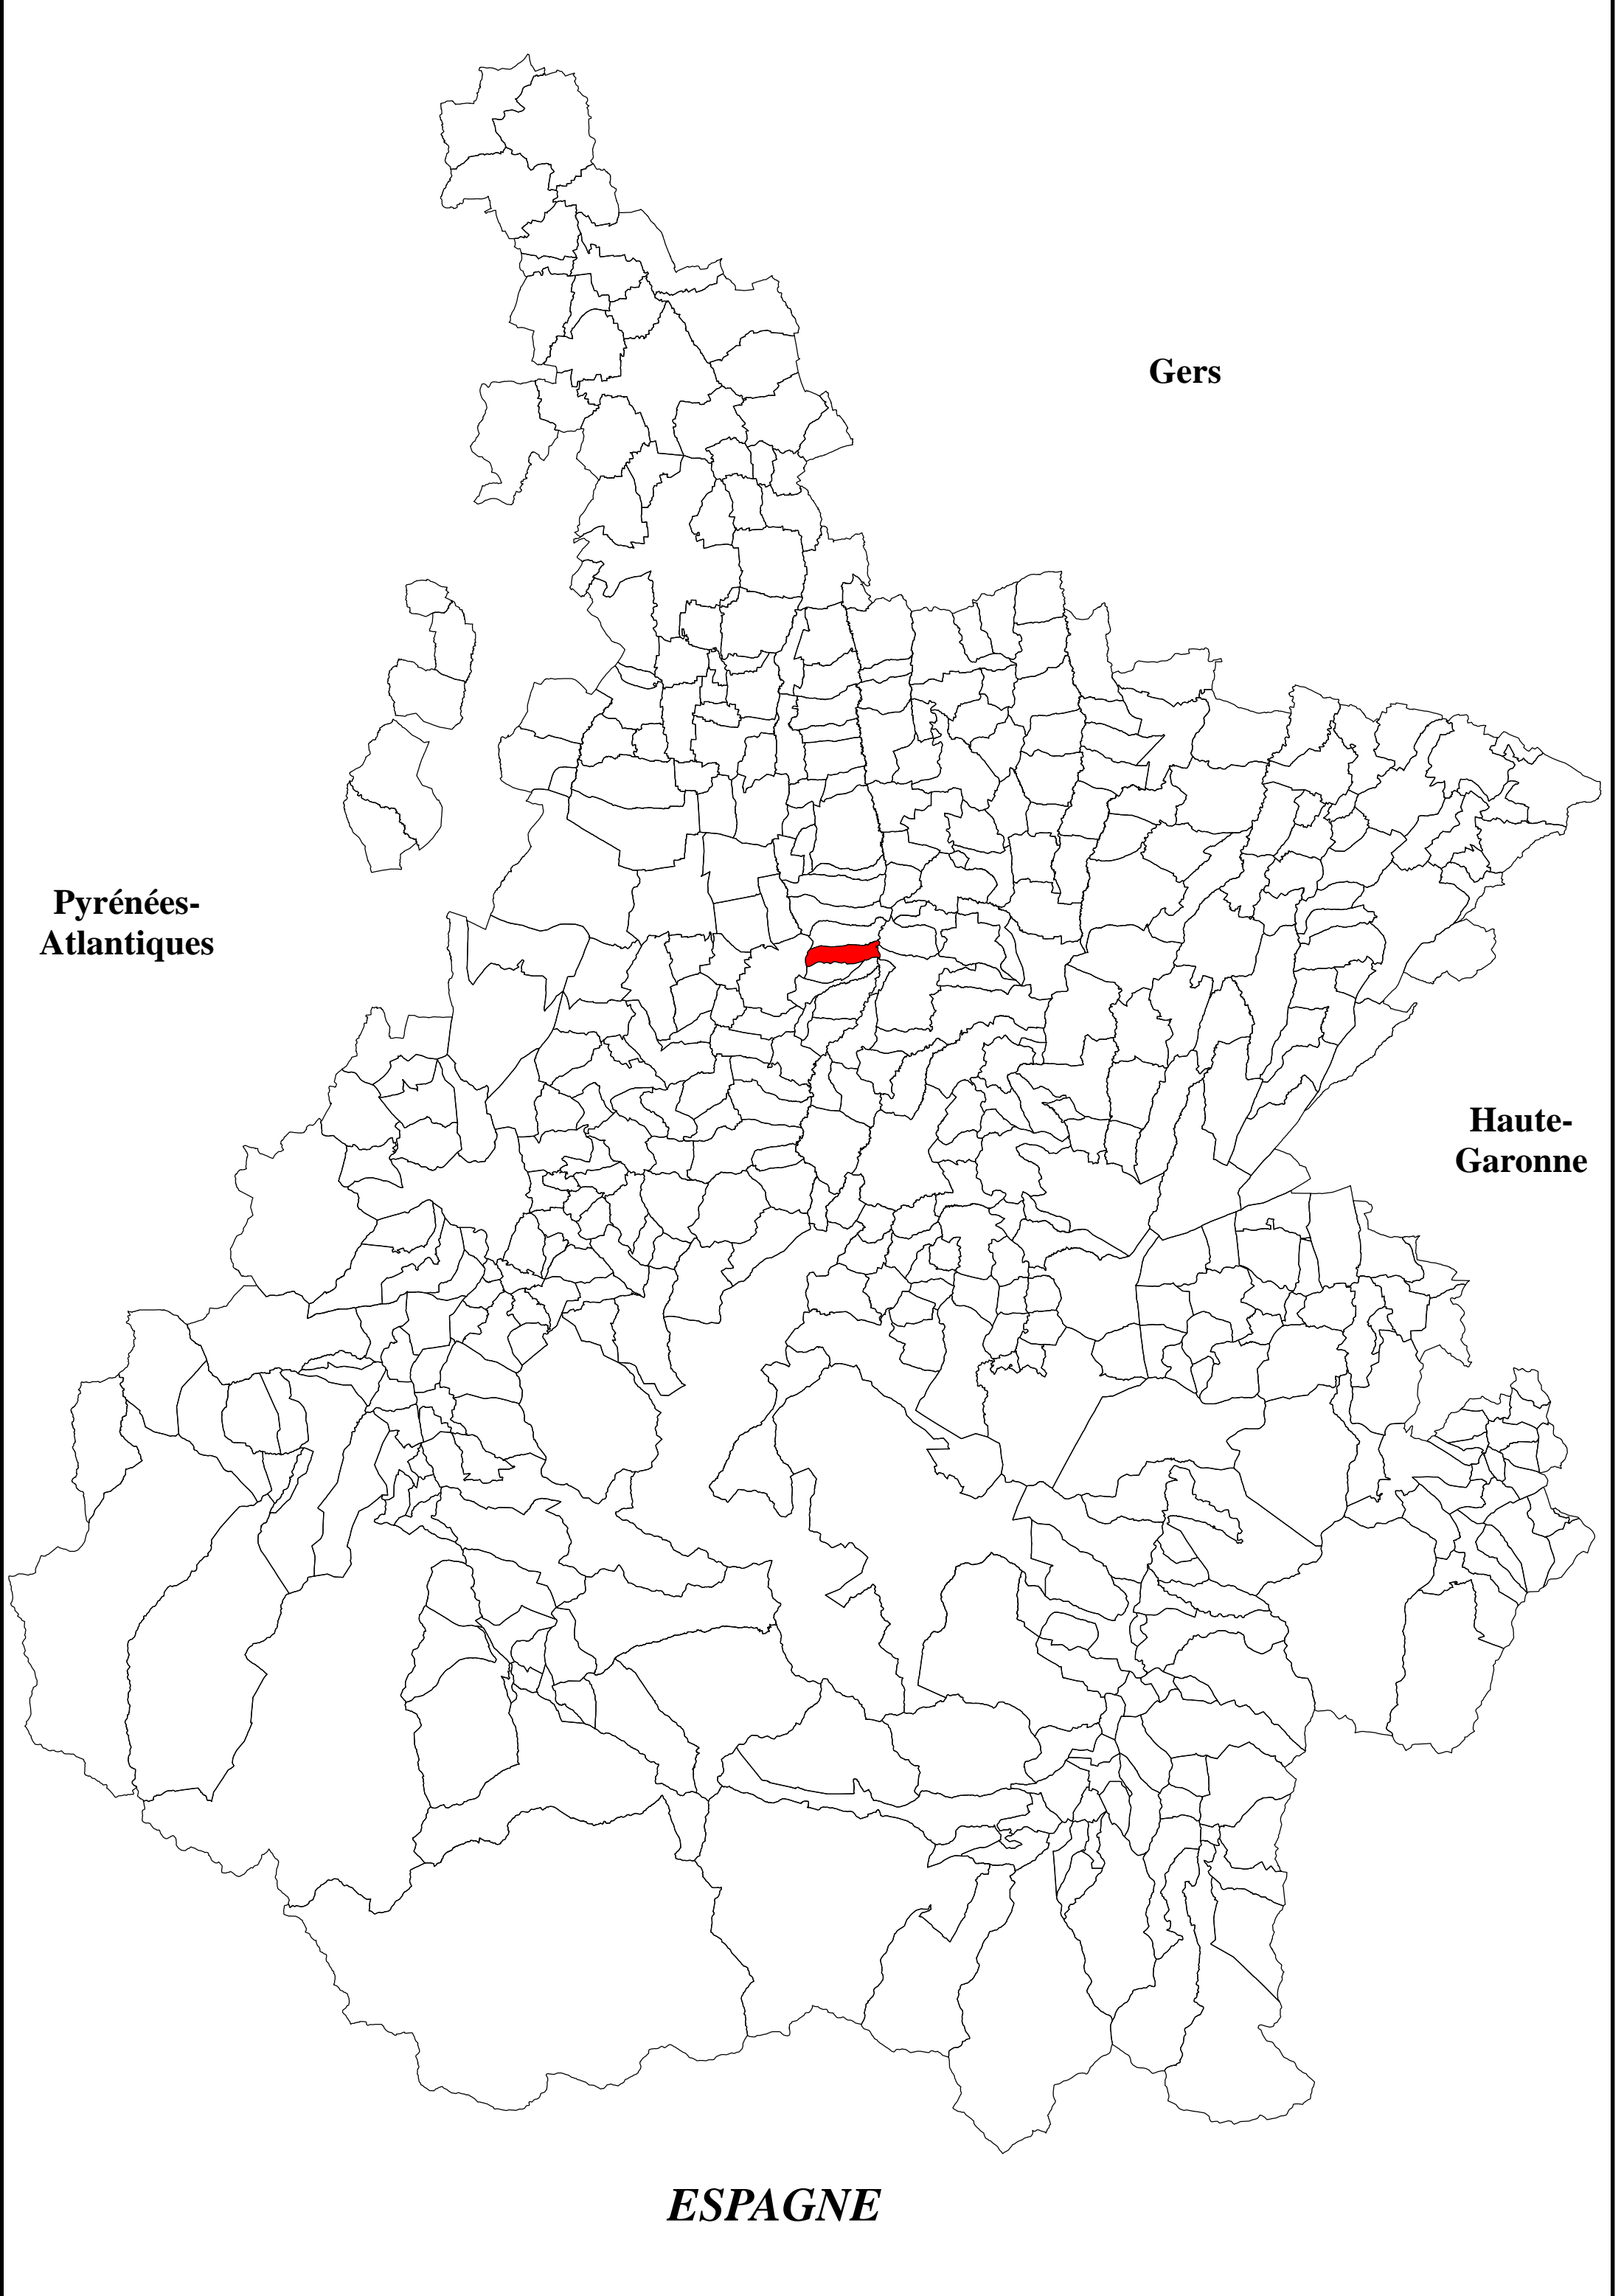 Gers
Pyrénées-
Atlantiques
Haute-
Garonne
ESPAGNE